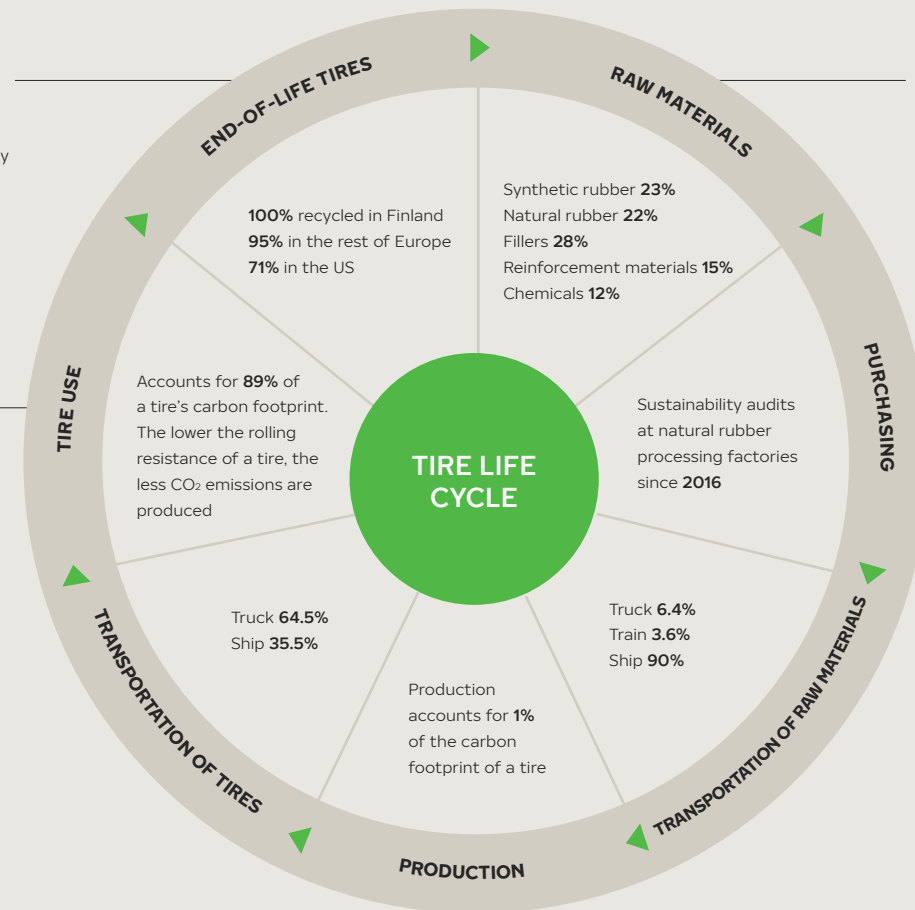 y
TIRE LIFE
CYCLE
RAW MATERIALS
Synthetic rubber 23%
Natural rubber 22%
Fillers 28%
Reinforcement materials 15%
Chemicals 12%
PURCHASING
Sustainability audits
at natural rubber
processing factories
since 2016
TRANSPORTATION OF RAW MATERIALS
Truck 6.4%
Train 3.6%
Ship 90%
PRODUCTION
Production
accounts for 1%
of the carbon
footprint of a tire
TRANSPORTATION OF TIRES
Truck 64.5%
Ship 35.5%
TIRE USE
Accounts for 89% of
a tire's carbon footprint.
The lower the rolling
resistance of a tire, the
less CO₂ emissions are
produced
END-OF-LIFE TIRES
100% recycled in Finland
95% in the rest of Europe
71% in the US